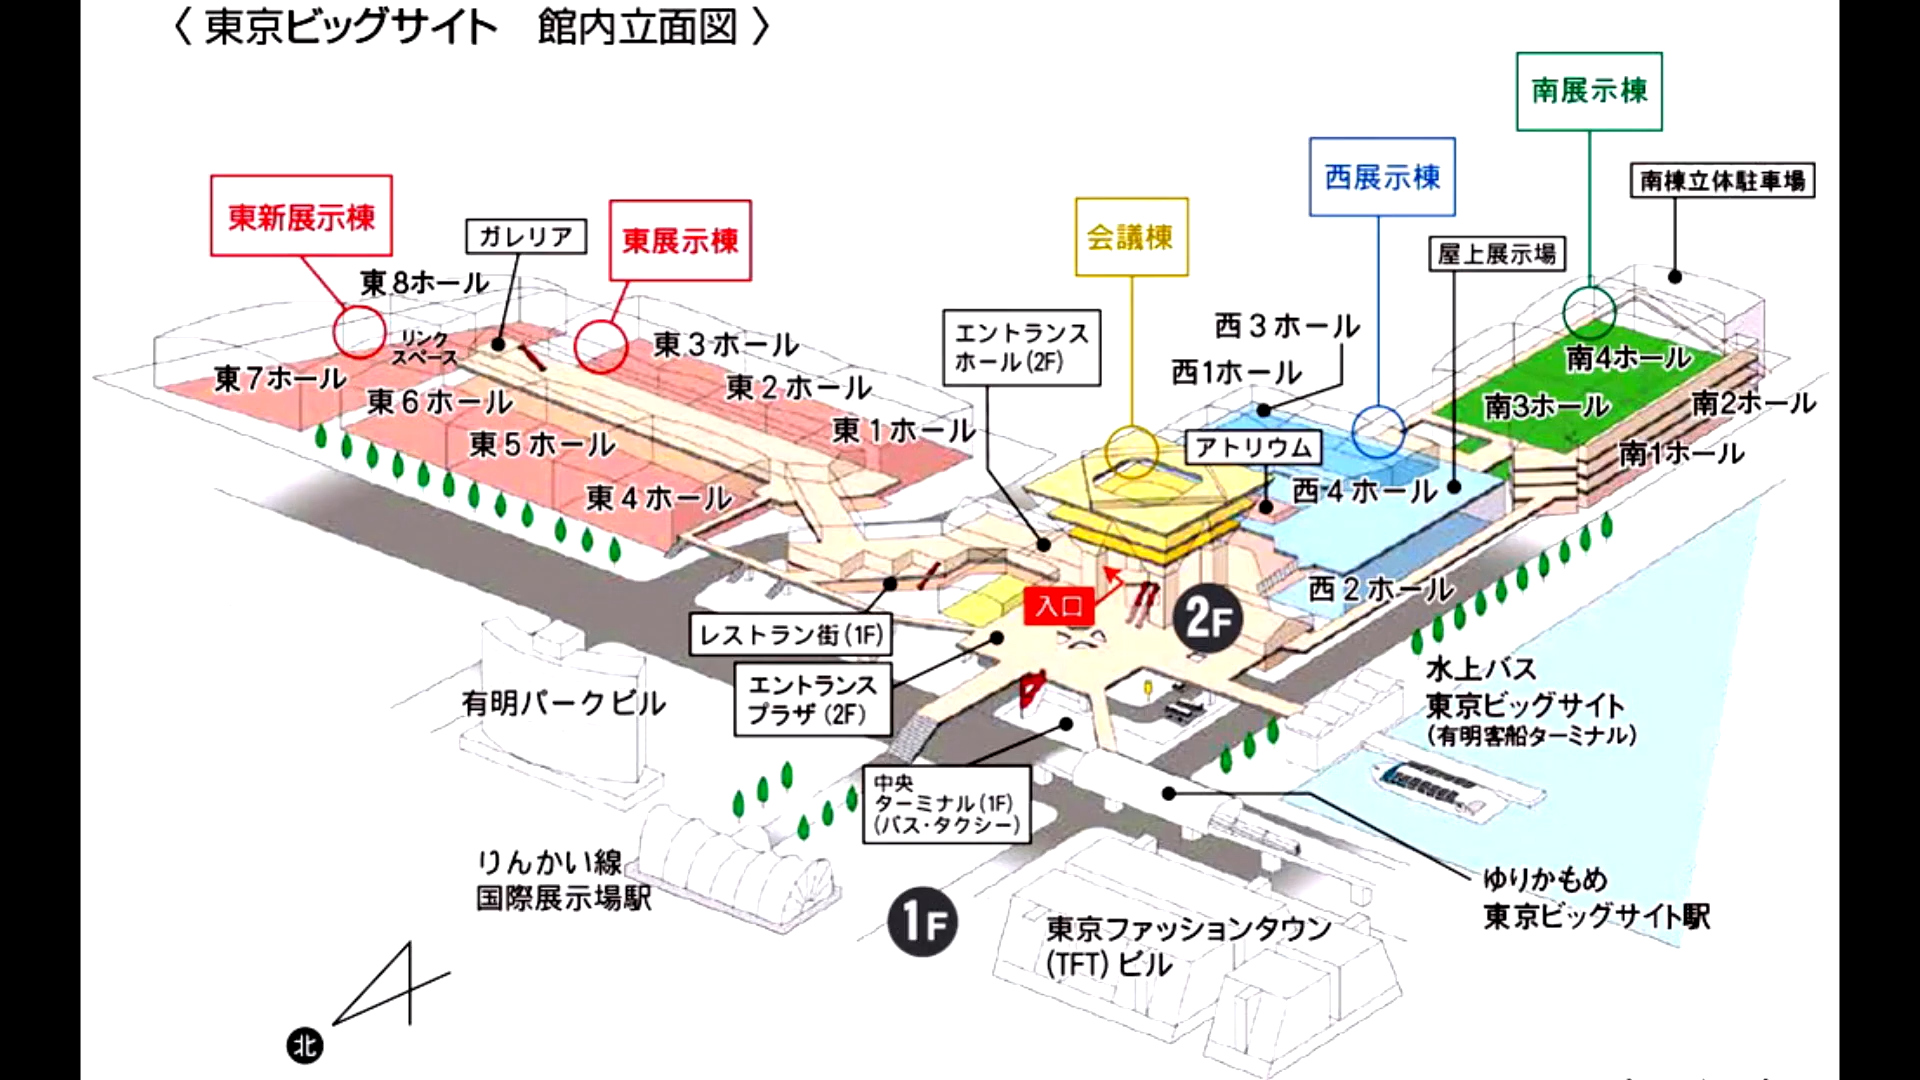 〈 東京ビッグサイト　館内立面図 〉
南展示棟
西展示棟
南棟立体駐車場
東新展示棟
ガレリア
東展示棟
会議棟
屋上展示場
東8ホール
エントランス
ホール(2F)
西3ホール
リンク
スペース
東3ホール
南4ホール
東7ホール
東2ホール
西1ホール
東6ホール
南3ホール
南2ホール
東5ホール
東1ホール
アトリウム
南1ホール
東4ホール
西4ホール
西2ホール
入口
2F
レストラン街(1F)
エントランス
プラザ(2F)
有明パークビル
水上バス
東京ビッグサイト
(有明客船ターミナル)
中央
ターミナル(1F)
(バス・タクシー)
りんかい線
国際展示場駅
ゆりかもめ
東京ビッグサイト駅
1F
東京ファッションタウン
(TFT)ビル
北